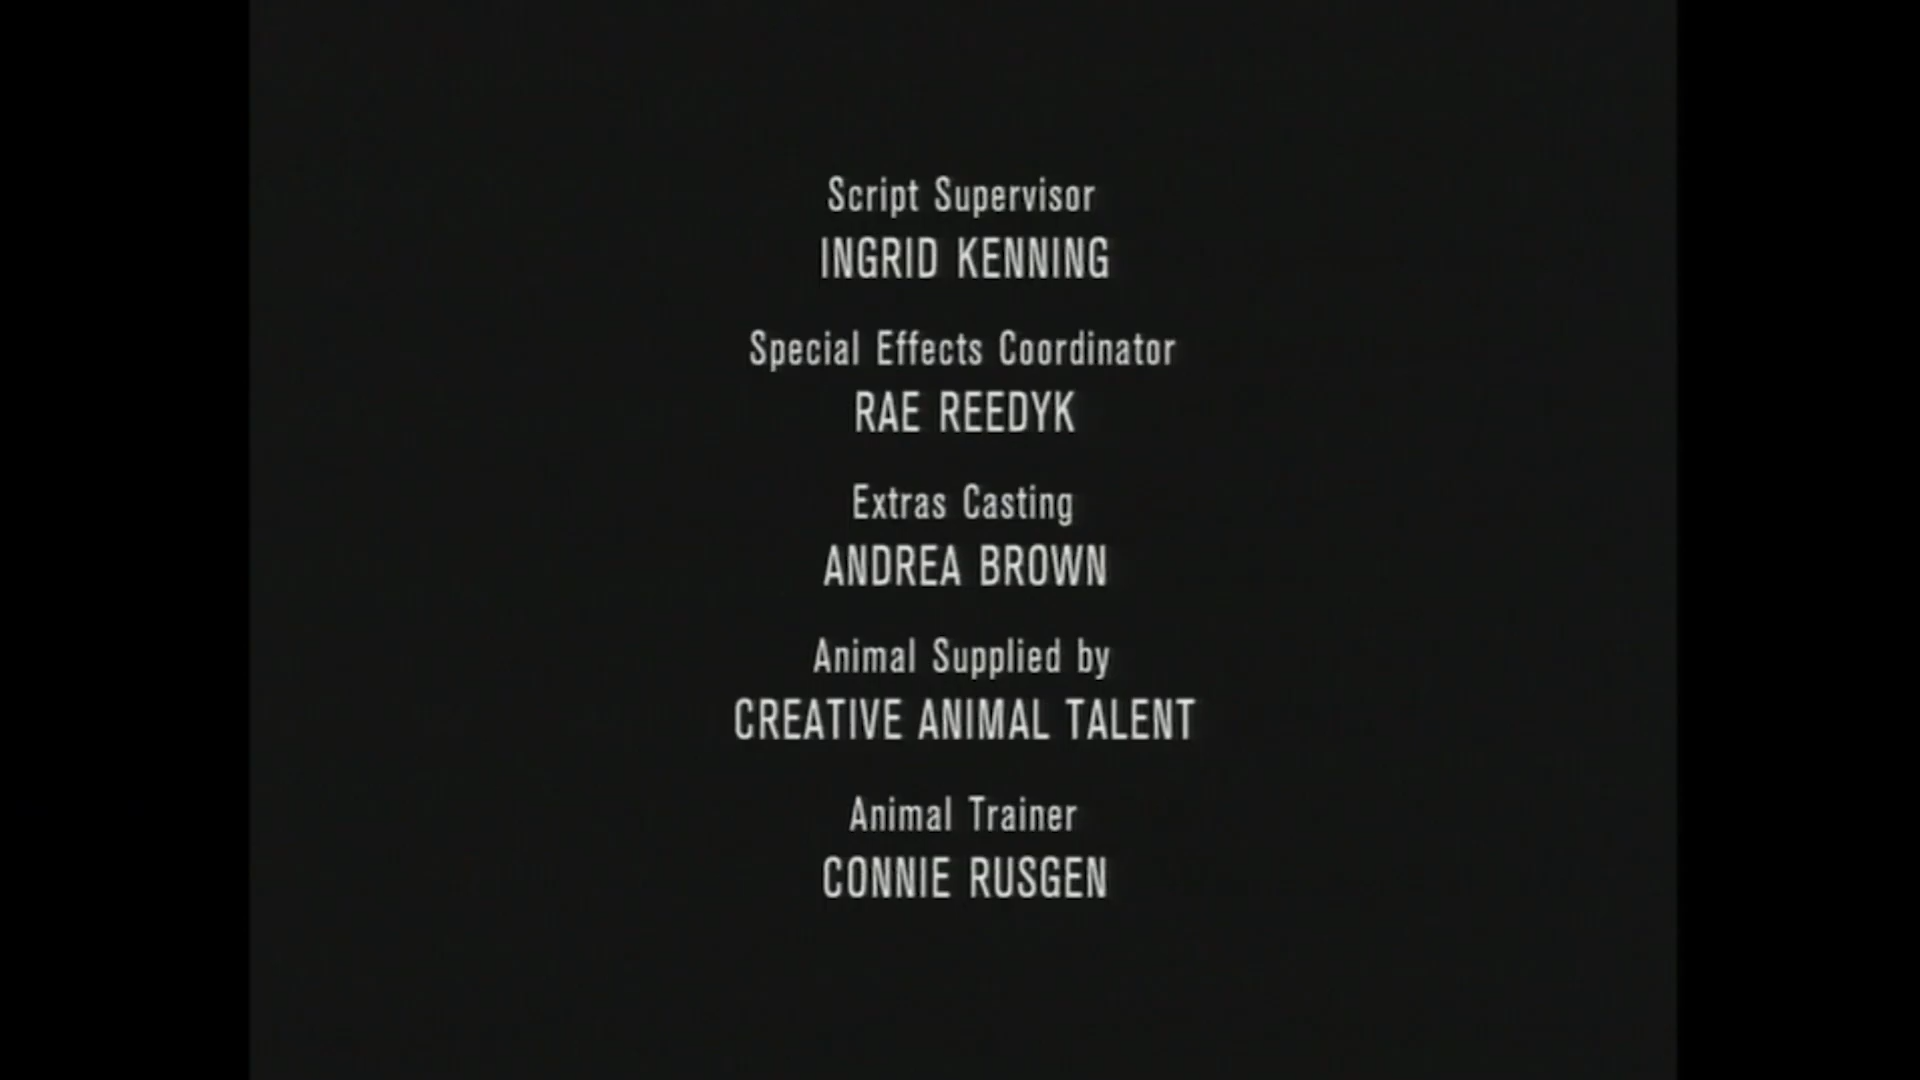 Script Supervisor
INGRID KENNING
Special Effects Coordinator
RAE REEDYK
Extras Casting
ANDREA BROWN
Animal Supplied by
CREATIVE ANIMAL TALENT
Animal Trainer
CONNIE RUSGEN